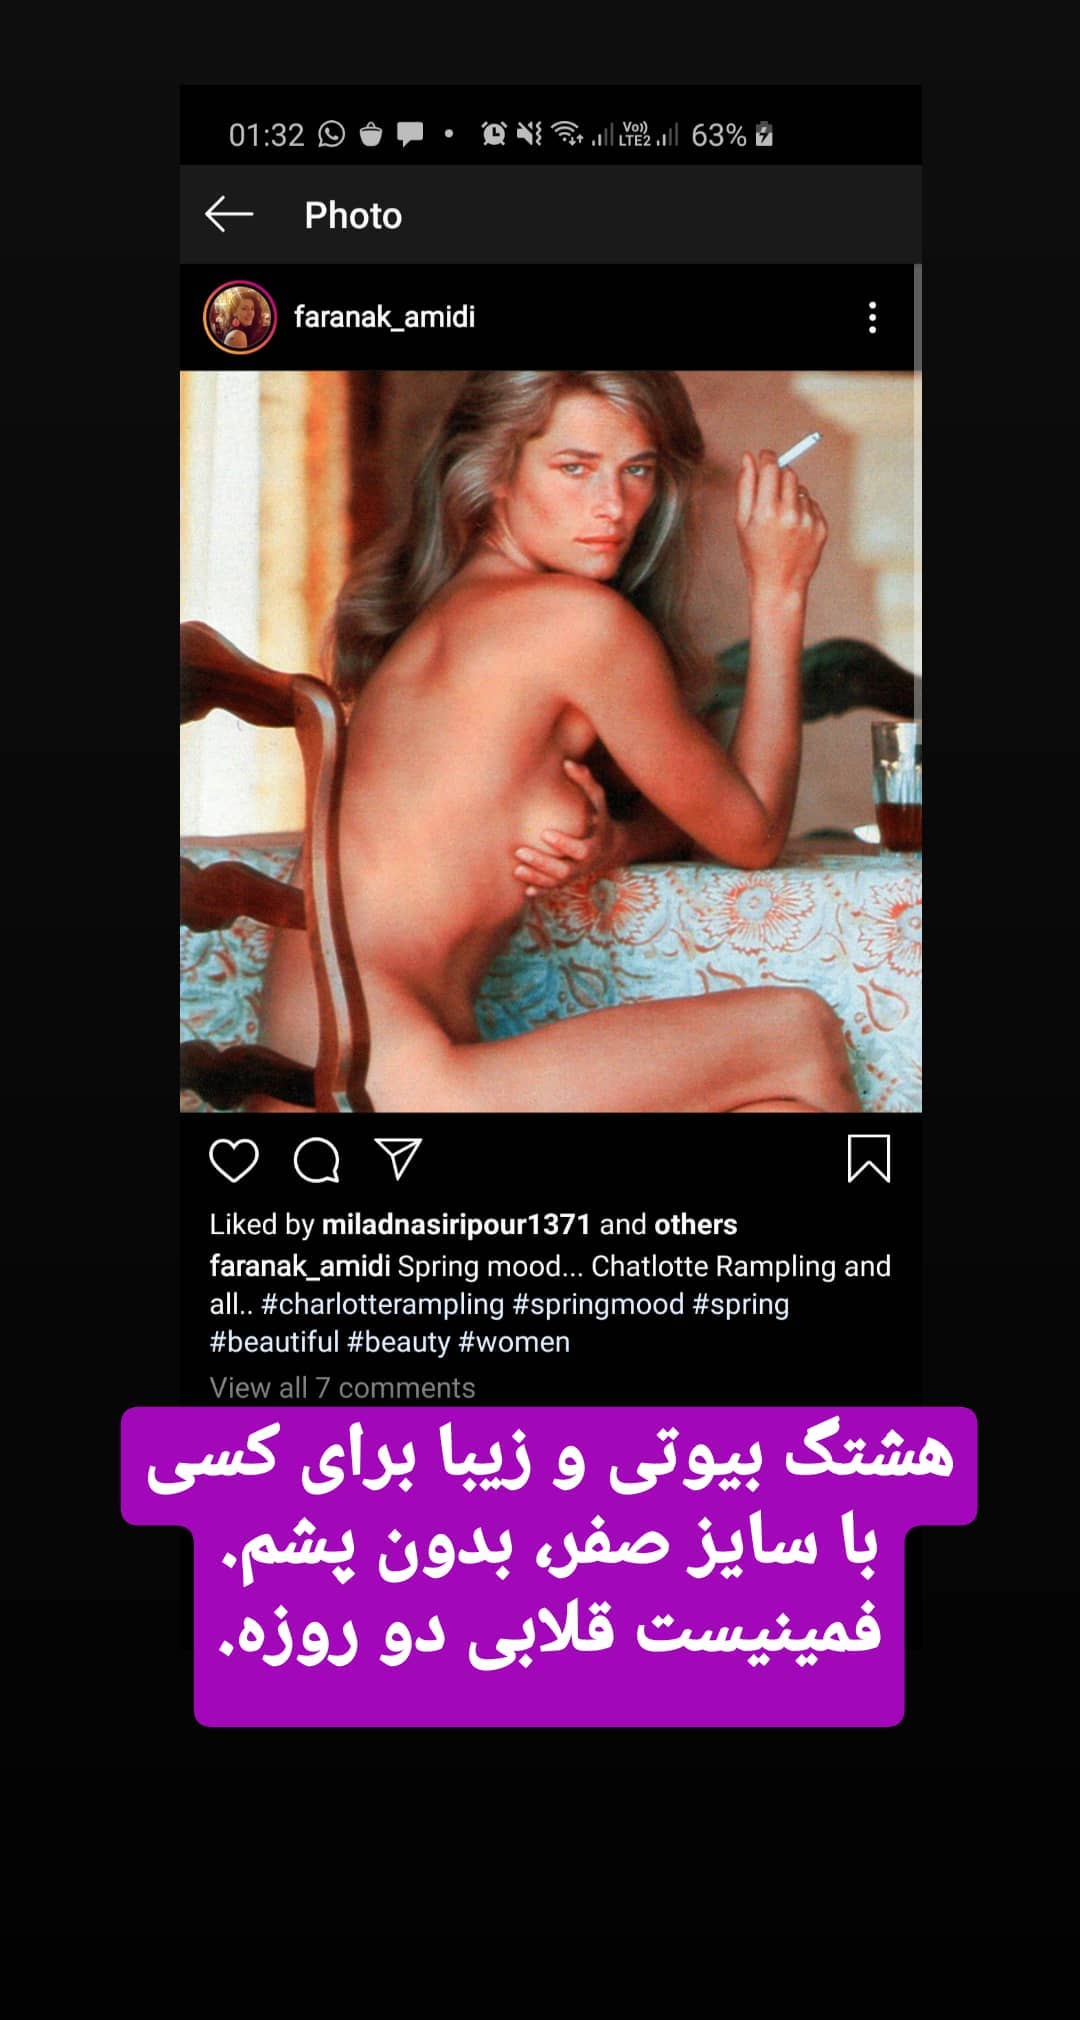 01:32 Vo)) LTE2 63%
Photo
faranak_amidi
Liked by miladnasiripour1371 and others
faranak_amidi Spring mood... Chatlotte Rampling and
all.. #charlotterampling #springmood #spring
#beautiful #beauty #women
View all 7 comments
هشتگ بیوتی و زیبا برای کسی
با سایز صفر، بدون پشم.
فمینیست قلابی دو روزه.